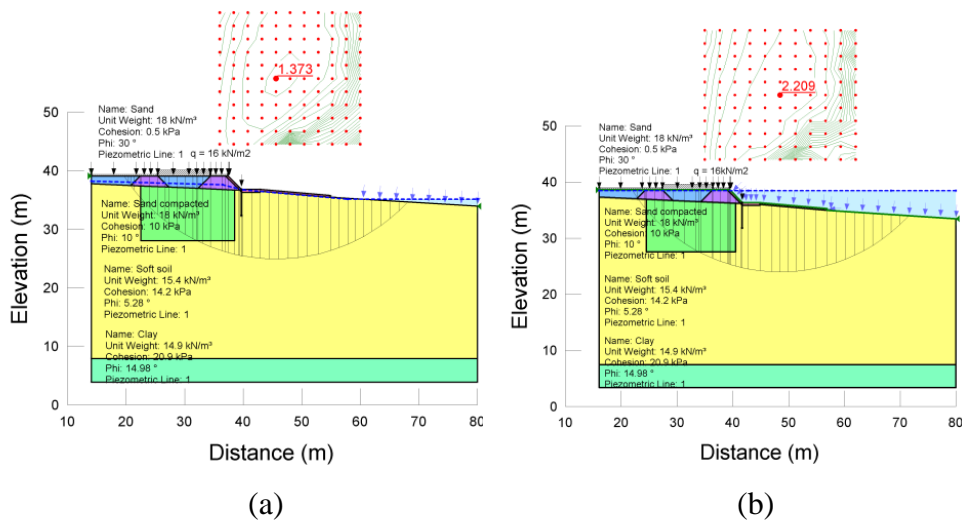 1.373
50
40
30
20
10
0
Elevation (m)
Name: Sand
Unit Weight: 18 kN/m³
Cohesion: 0.5 kPa
Phi: 30 °
Piezometric Line: 1 q = 16 kN/m2
Name: Sand compacted
Unit Weight: 18 kN/m³
Cohesion: 10 kPa
Phi: 10 °
Piezometric Line: 1
Name: Soft soil
Unit Weight: 15.4 kN/m³
Cohesion: 14.2 kPa
Phi: 5.28 °
Piezometric Line: 1
Name: Clay
Unit Weight: 14.9 kN/m³
Cohesion: 20.9 kPa
Phi: 14.98 °
Piezometric Line: 1
10 20 30 40 50 60 70 80
Distance (m)
(a)
2.209
50
40
30
20
10
0
Elevation (m)
Name: Sand
Unit Weight: 18 kN/m³
Cohesion: 0.5 kPa
Phi: 30 °
Piezometric Line: 1 q = 16kN/m2
Name: Sand compacted
Unit Weight: 18 kN/m³
Cohesion: 10 kPa
Phi: 10 °
Piezometric Line: 1
Name: Soft soil
Unit Weight: 15.4 kN/m³
Cohesion: 14.2 kPa
Phi: 5.28 °
Piezometric Line: 1
Name: Clay
Unit Weight: 14.9 kN/m³
Cohesion: 20.9 kPa
Phi: 14.98 °
Piezometric Line: 1
10 20 30 40 50 60 70 80
Distance (m)
(b)